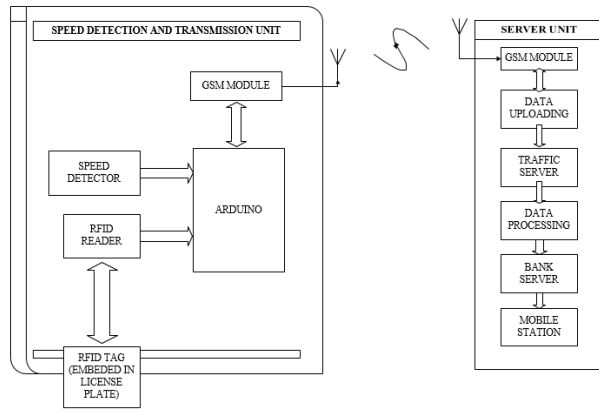 SPEED DETECTION AND TRANSMISSION UNIT
GSM MODULE
SPEED
DETECTOR
ARDUINO
RFID
READER
RFID TAG
(EMBEDED IN
LICENSE
PLATE)
SERVER UNIT
GSM MODULE
DATA
UPLOADING
TRAFFIC
SERVER
DATA
PROCESSING
BANK
SERVER
MOBILE
STATION